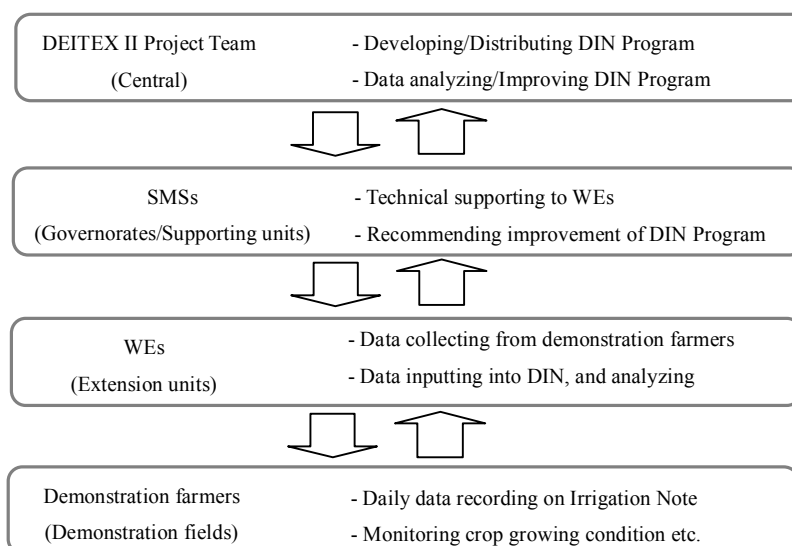 DEITEX II Project Team - Developing/Distributing DIN Program
(Central) - Data analyzing/Improving DIN Program
SMSs - Technical supporting to WEs
(Governorates/Supporting units) - Recommending improvement of DIN Program
WEs - Data collecting from demonstration farmers
(Extension units) - Data inputting into DIN, and analyzing
Demonstration farmers - Daily data recording on Irrigation Note
(Demonstration fields) - Monitoring crop growing condition etc.